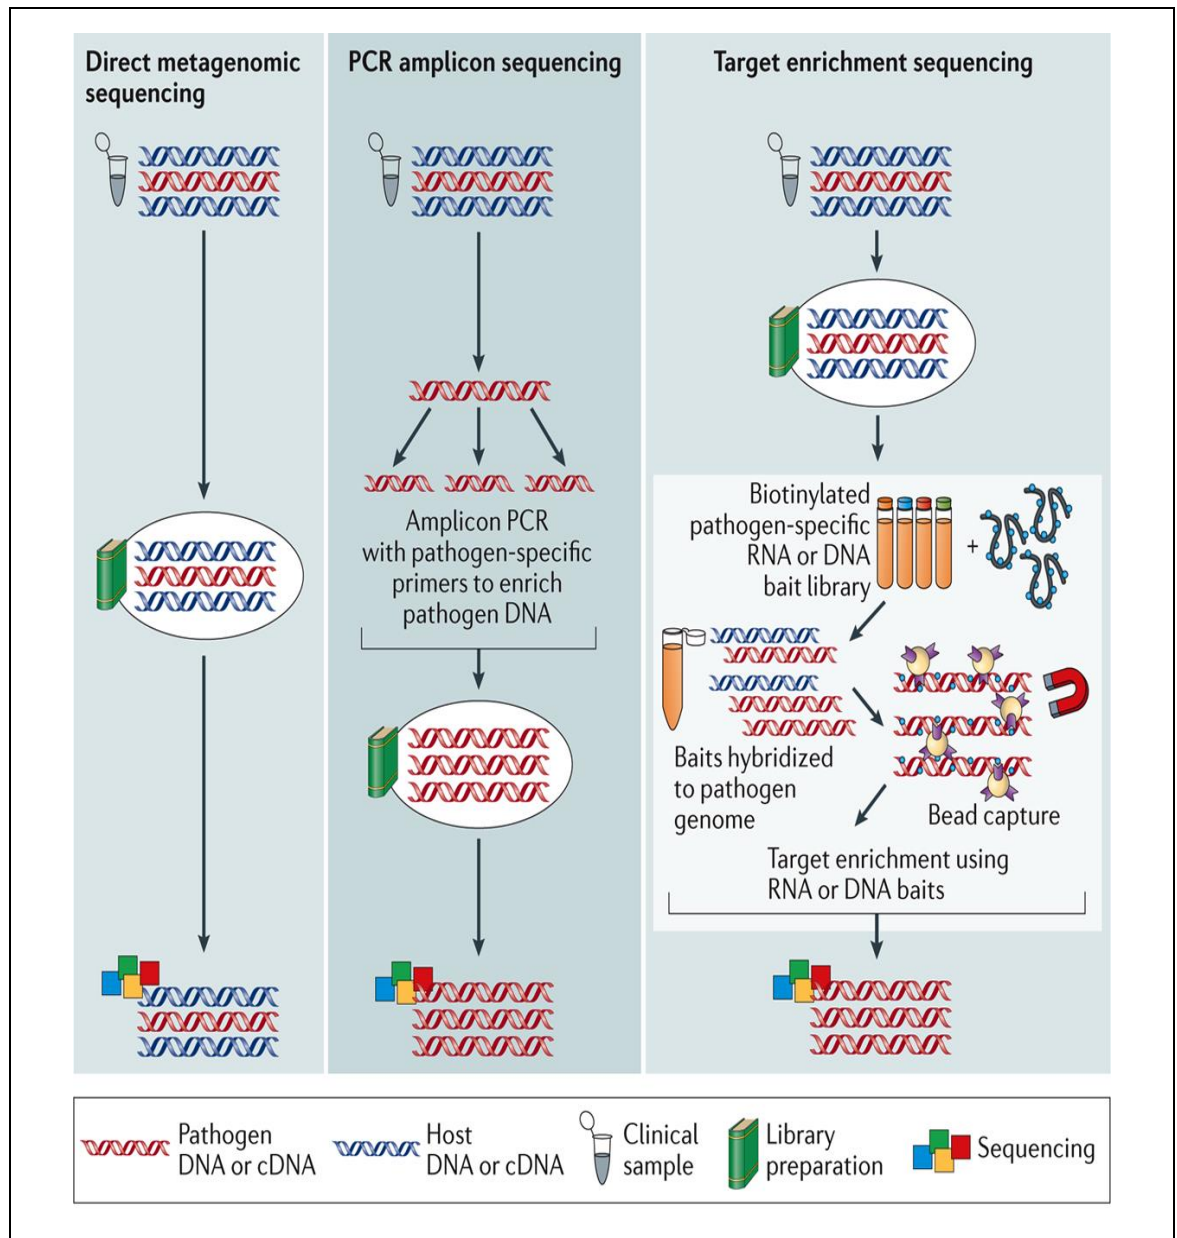 Direct metagenomic
sequencing
PCR amplicon sequencing
Target enrichment sequencing
Amplicon PCR
with pathogen-specific
primers to enrich
pathogen DNA
Biotinylated
pathogen-specific
RNA or DNA
bait library
+
Baits hybridized
to pathogen
genome
Bead capture
Target enrichment using
RNA or DNA baits
Pathogen
DNA or cDNA
Host
DNA or cDNA
Clinical
sample
Library
preparation
Sequencing